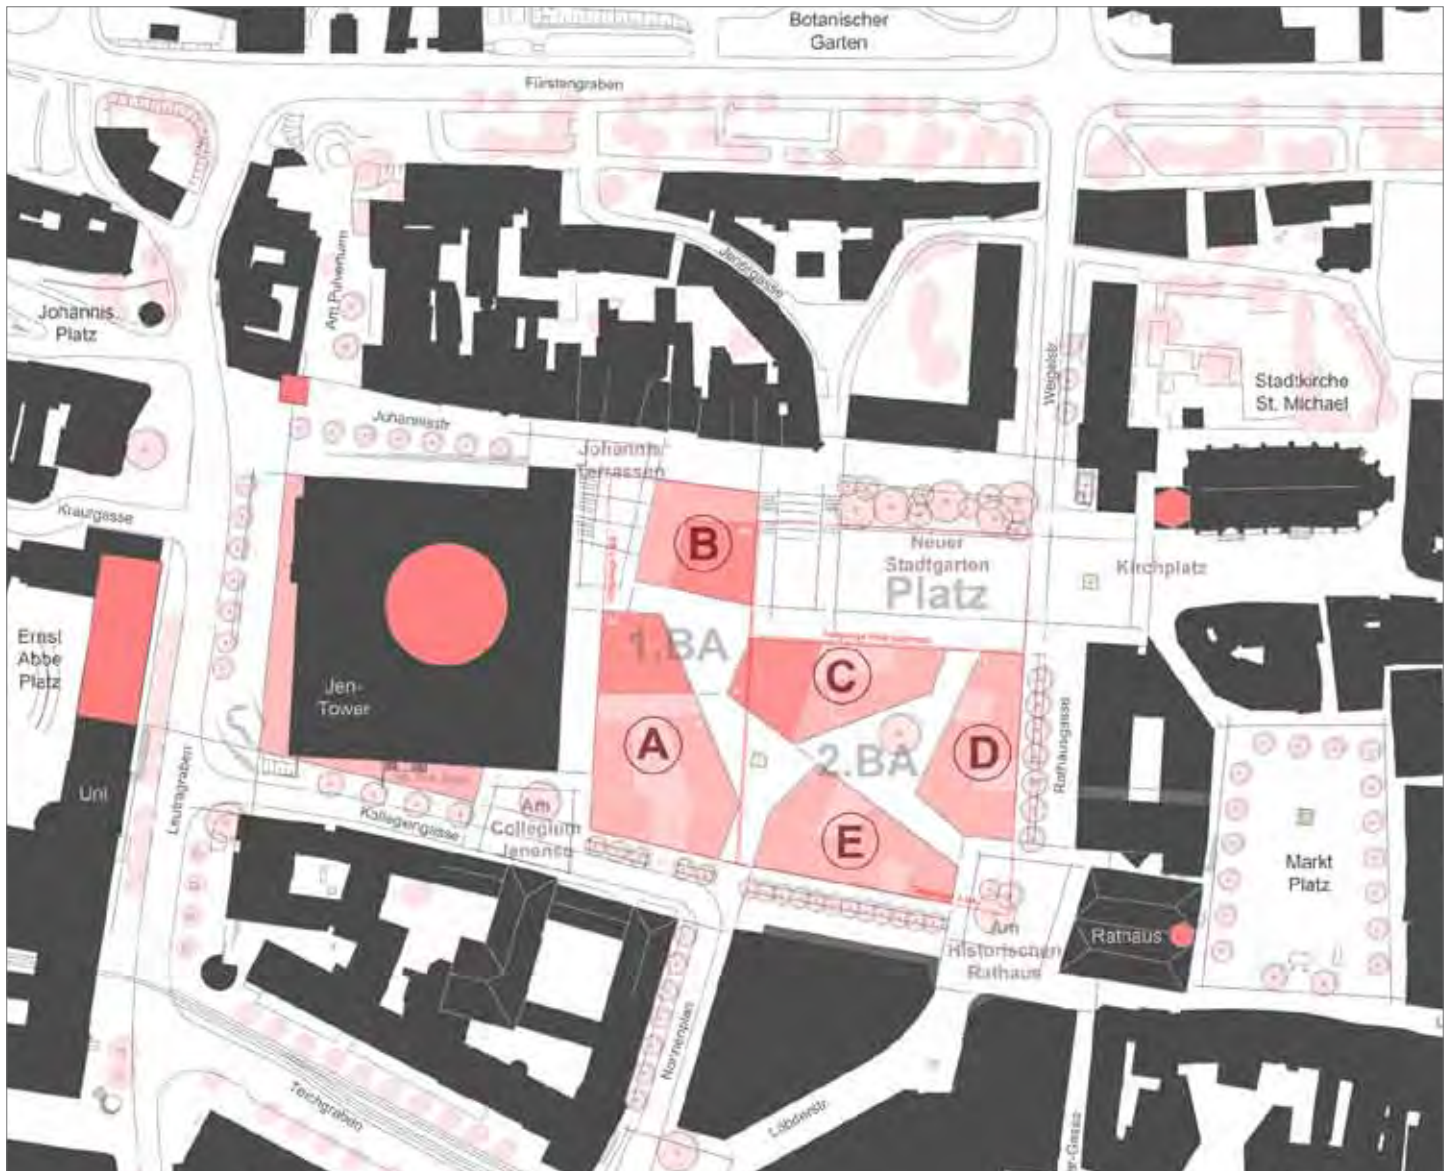 Botanischer
Garten
Fürstengraben
Am Pulverturm
Jenergasse
Johannis
Platz
Weigelstr
Stadtkirche
St. Michael
Johannisstr
Johannis
Terrassen
Krautgasse
B
Neuer
Stadtgarten
Platz
Kirchplatz
Ernst
Abbe
Platz
1.BA
C
Jen-
Tower
A
2.BA
D
Rathausgasse
Uni
Leutragraben
Kollegiengasse
Am
Collegium
Jenense
E
Markt
Platz
Rathaus
Am
Historischen
Rathaus
Nonnenplan
Teichgraben
Löbderstr.
er-Gasse